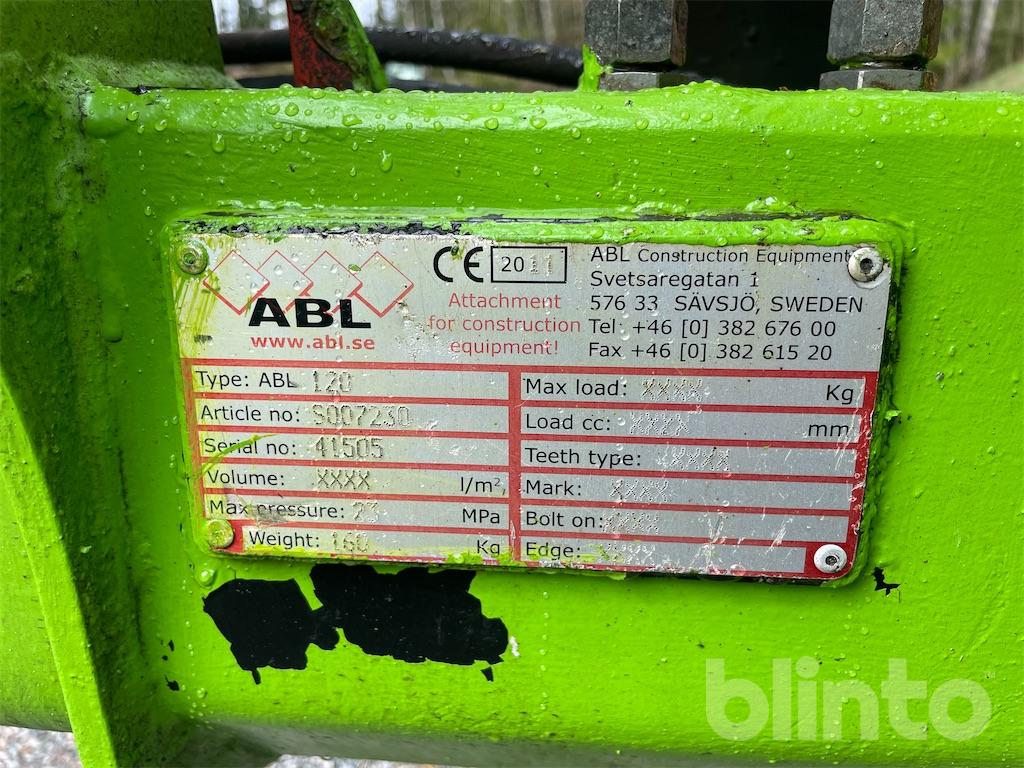 ABL
www.abl.se
CE 2011
Attachment
for construction
equipment!
ABL Construction Equipment
Svetsaregatan 1
576 33 SÄVSJÖ, SWEDEN
Tel +46 [0] 382 676 00
Fax +46 [0] 382 615 20
Type: ABL 120
Article no: S007230
Serial no: 41505
Volume: XXXX l/m²,
Max pressure: 23 MPa
Weight: 160 Kg
Max load: XXXX Kg
Load cc: XXXX mm
Teeth type: XXXX
Mark: XXXX
Bolt on: XXXX
Edge:
blinto